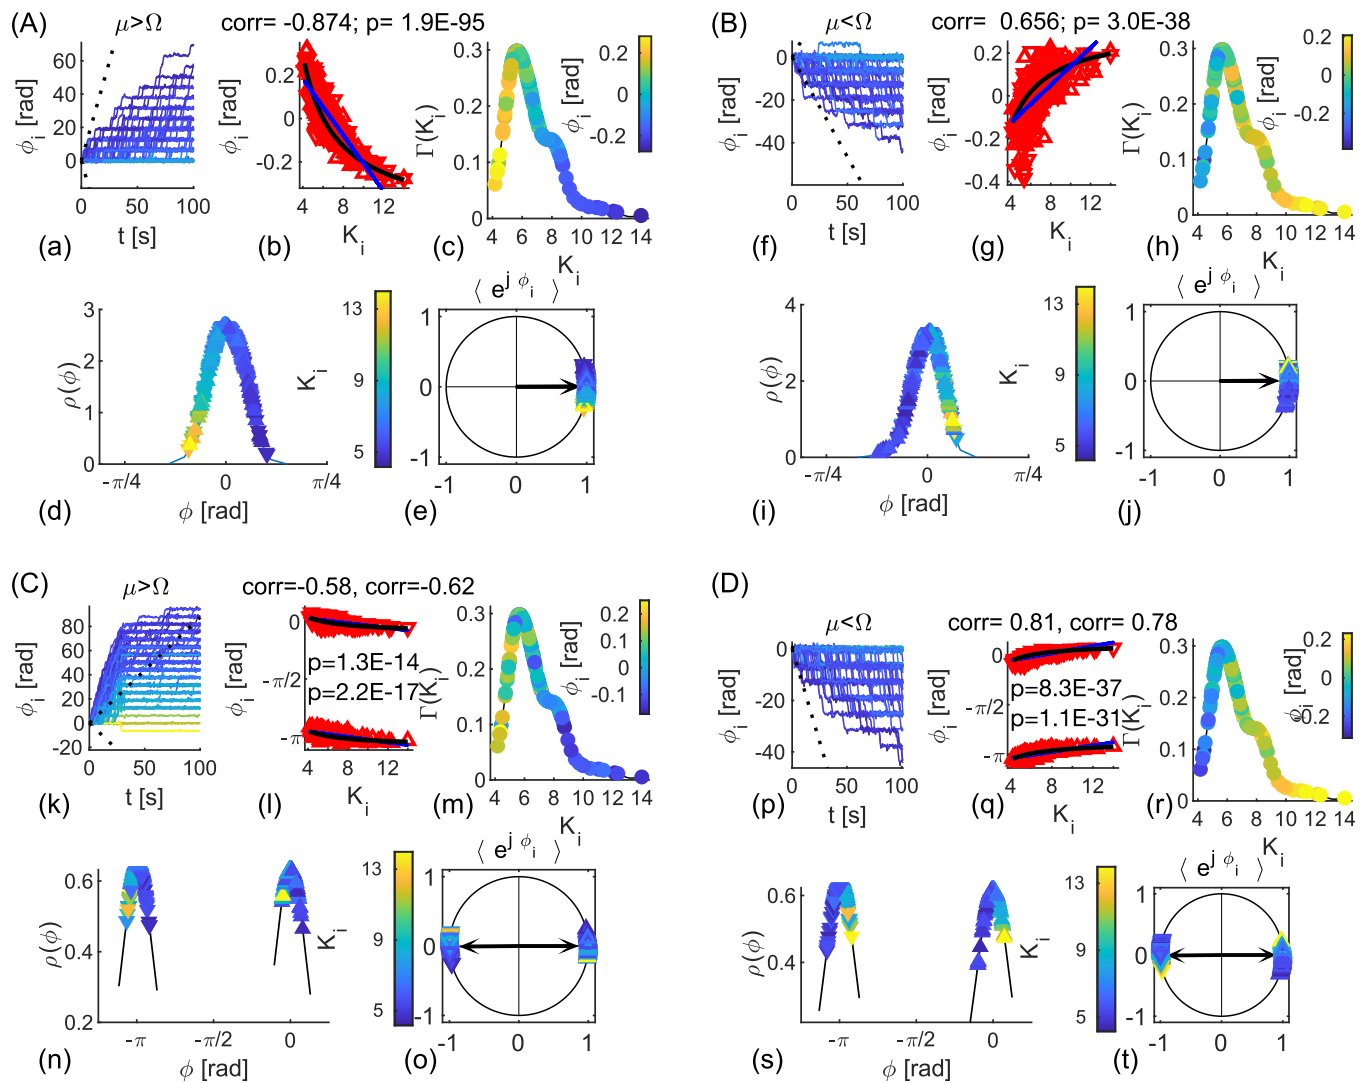 (A) μ>Ω corr= -0.874; p= 1.9E-95
ϕi [rad]
60
40
20
0
0 50 100
t [s]
(a)
ϕi [rad]
0.2
0
-0.2
4 8 12
Ki
(b)
Γ(Ki)
0.3
0.2
0.1
0
4 6 8 10 12 14
Ki
(c)
ϕi [rad]
0.2
0
-0.2
ρ(ϕ)
3
2
1
0
-π/4 0 π/4
ϕ [rad]
(d)
Ki
13
9
5
⟨ e^{j ϕi} ⟩
1
0
-1
-1 0 1
(e)
(B) μ<Ω corr= 0.656; p= 3.0E-38
ϕi [rad]
0
-20
-40
0 50 100
t [s]
(f)
ϕi [rad]
0.2
0
-0.2
-0.4
4 8 12
Ki
(g)
Γ(Ki)
0.3
0.2
0.1
0
4 6 8 10 12 14
Ki
(h)
ϕi [rad]
0.2
0
-0.2
ρ(ϕ)
4
2
0
-π/4 0 π/4
ϕ [rad]
(i)
Ki
13
9
5
⟨ e^{j ϕi} ⟩
1
0
-1
-1 0 1
(j)
(C) μ>Ω corr=-0.58, corr=-0.62
ϕi [rad]
80
60
40
20
0
-20
0 50 100
t [s]
(k)
ϕi [rad]
0
-π/2
-π
p=1.3E-14
p=2.2E-17
4 8 12
Ki
(l)
Γ(Ki)
0.3
0.2
0.1
0
4 6 8 10 12 14
Ki
(m)
ϕi [rad]
0.2
0.1
0
-0.1
ρ(ϕ)
0.6
0.4
0.2
-π -π/2 0
ϕ [rad]
(n)
Ki
13
9
5
⟨ e^{j ϕi} ⟩
1
0
-1
-1 0 1
(o)
(D) μ<Ω corr= 0.81, corr= 0.78
ϕi [rad]
0
-20
-40
0 50 100
t [s]
(p)
ϕi [rad]
0
-π/2
-π
p=8.3E-37
p=1.1E-31
4 8 12
Ki
(q)
Γ(Ki)
0.3
0.2
0.1
0
4 6 8 10 12 14
Ki
(r)
ϕi [rad]
0.2
0
-0.2
ρ(ϕ)
0.6
0.4
-π -π/2 0
ϕ [rad]
(s)
Ki
13
9
5
⟨ e^{j ϕi} ⟩
1
0
-1
-1 0 1
(t)